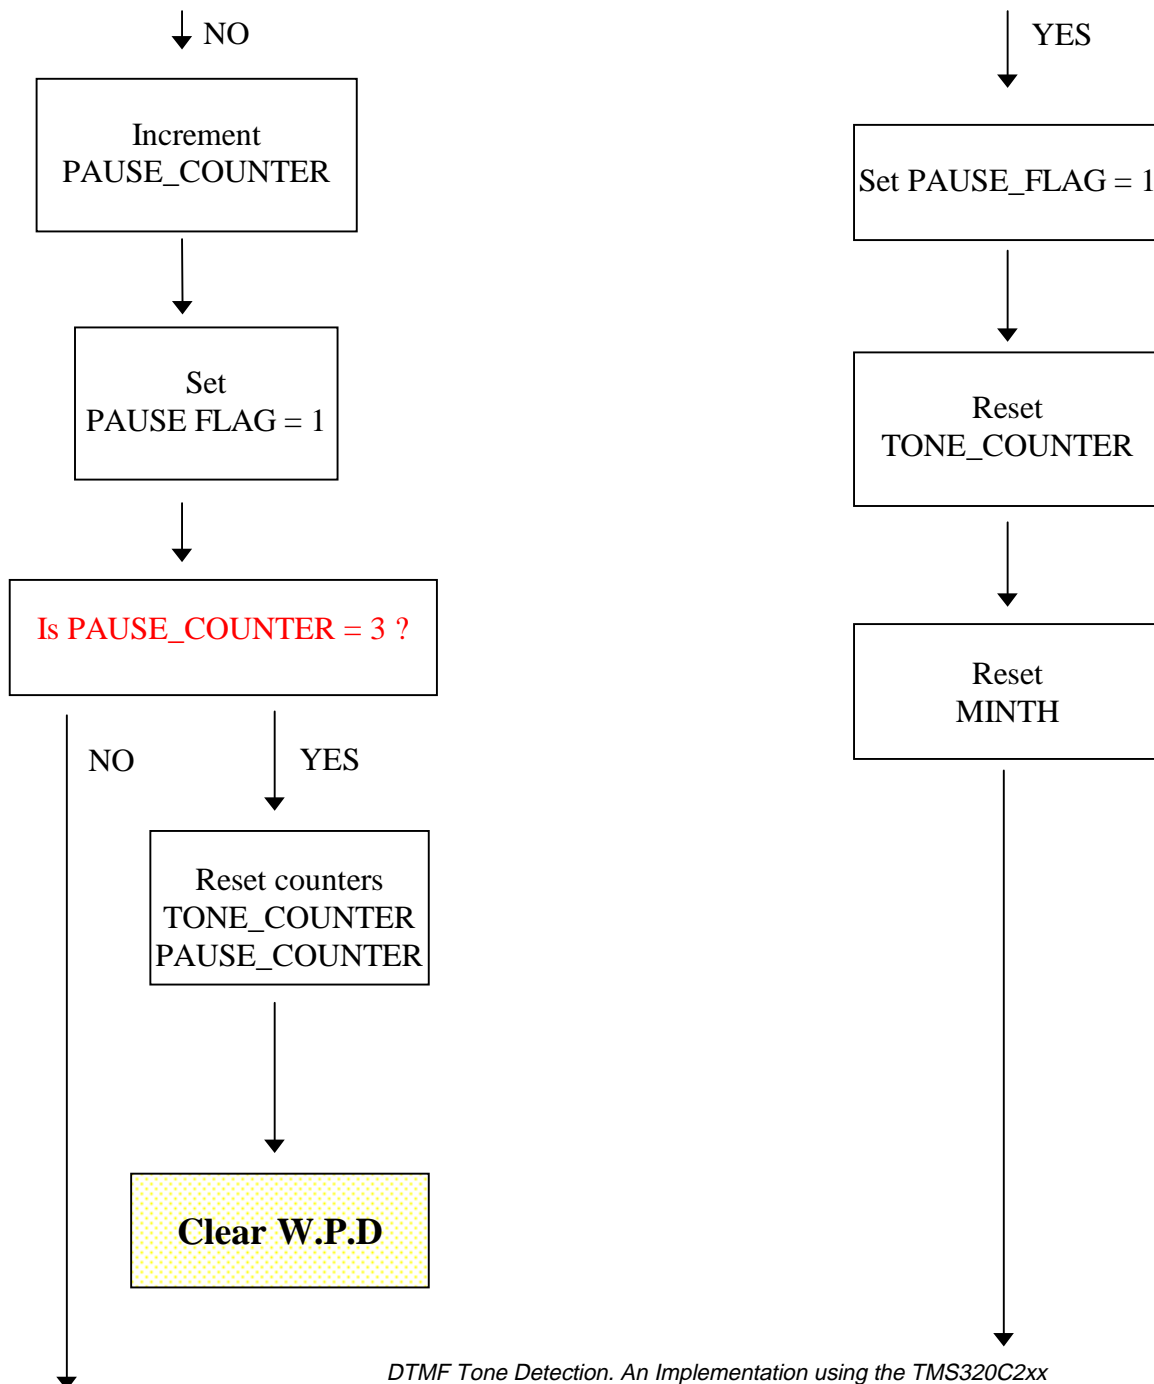 NO
Increment
PAUSE_COUNTER
Set
PAUSE FLAG = 1
Is PAUSE_COUNTER = 3 ?
NO
YES
Reset counters
TONE_COUNTER
PAUSE_COUNTER
Clear W.P.D
YES
Set PAUSE_FLAG = 1
Reset
TONE_COUNTER
Reset
MINTH
DTMF Tone Detection. An Implementation using the TMS320C2xx